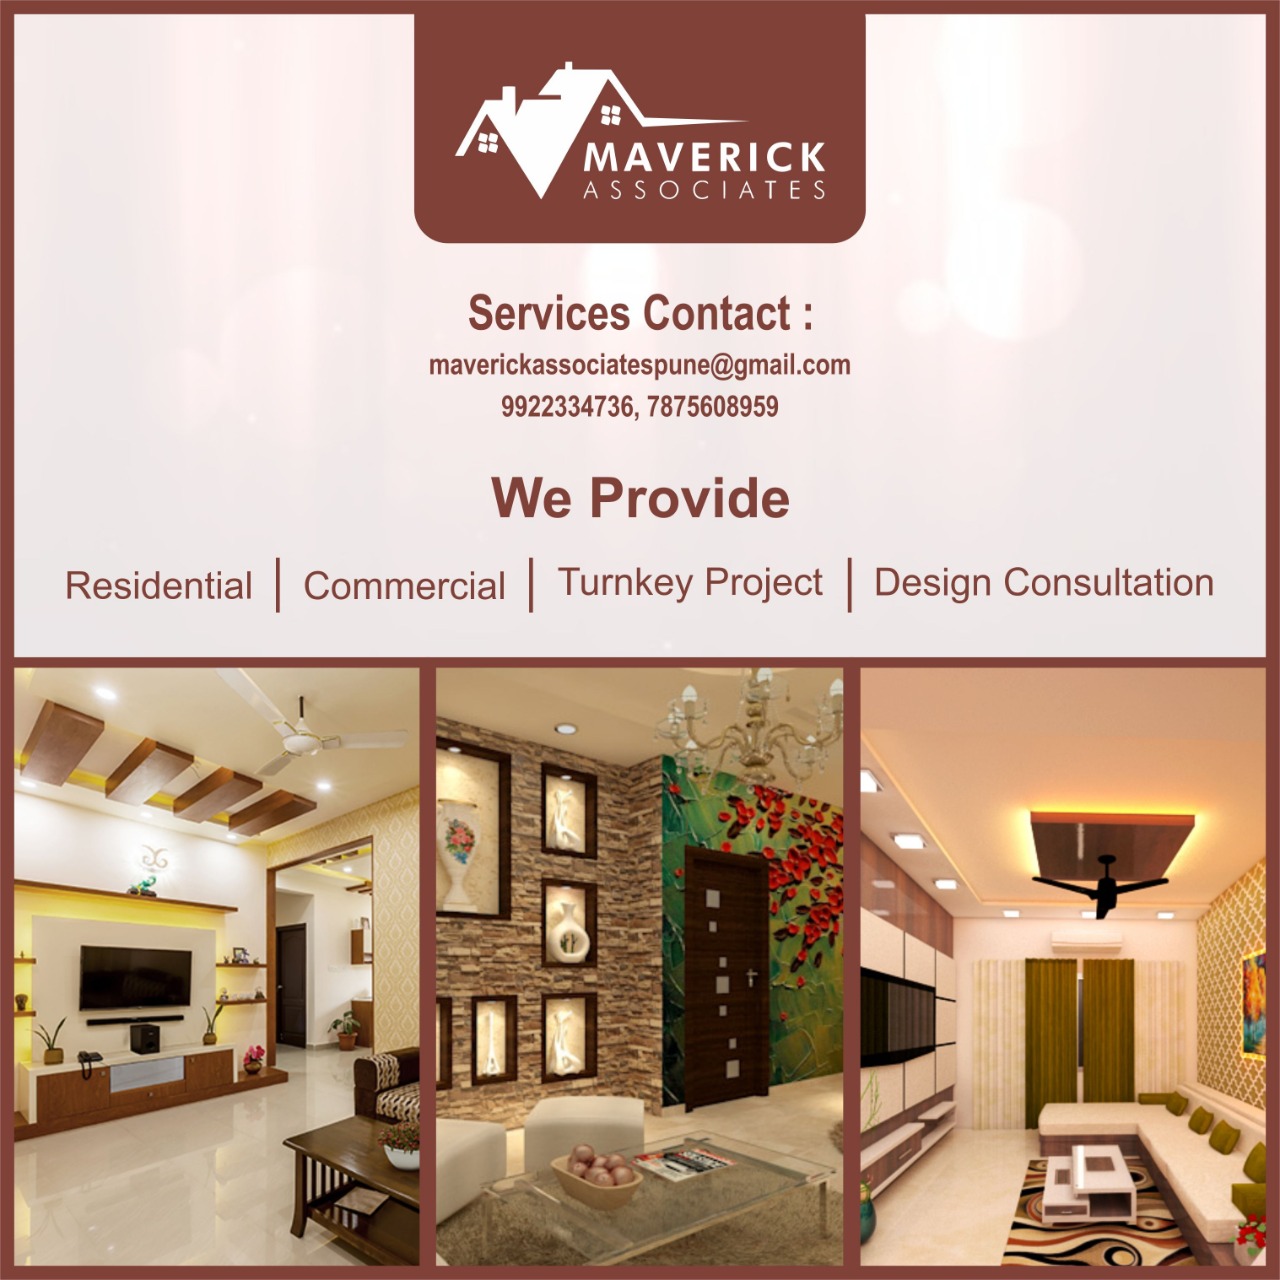 MAVERICK
ASSOCIATES
Services Contact :
maverickassociatespune@gmail.com
9922334736, 7875608959
We Provide
Residential | Commercial | Turnkey Project | Design Consultation